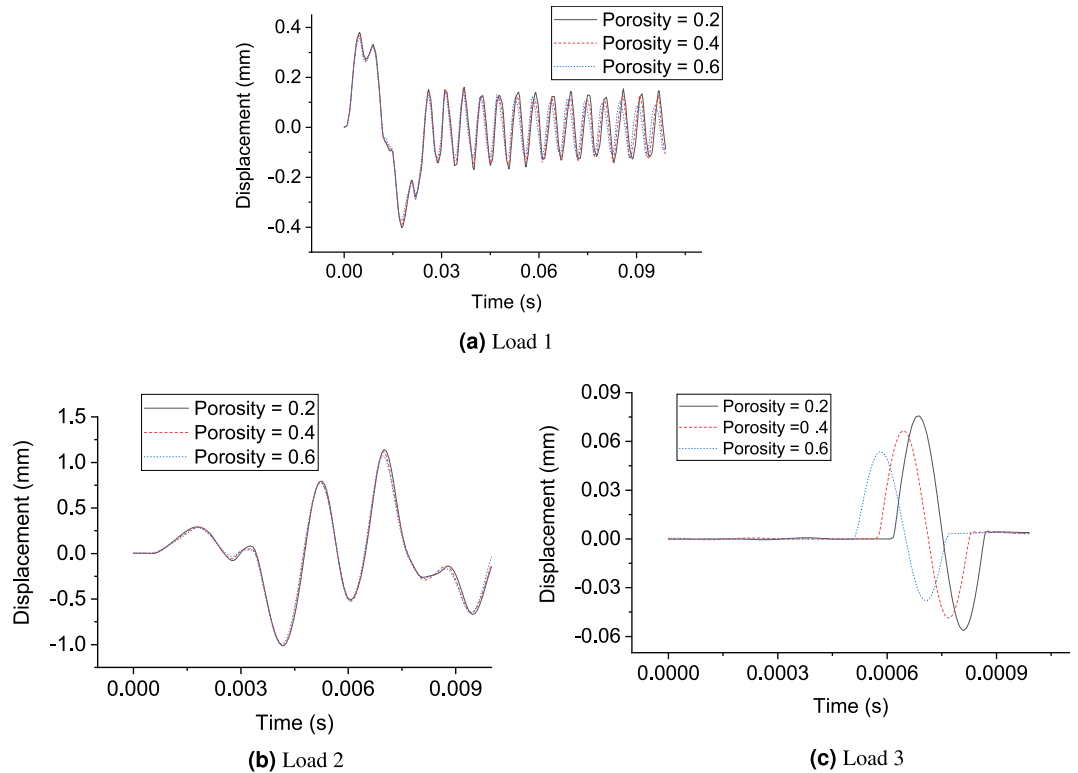 0.4
0.2
0.0
-0.2
-0.4
Displacement (mm)
Porosity = 0.2
Porosity = 0.4
Porosity = 0.6
0.00 0.03 0.06 0.09
Time (s)
(a) Load 1
1.5
1.0
0.5
0.0
-0.5
-1.0
Displacement (mm)
Porosity = 0.2
Porosity = 0.4
Porosity = 0.6
0.000 0.003 0.006 0.009
Time (s)
(b) Load 2
0.09
0.06
0.03
0.00
-0.03
-0.06
Displacement (mm)
Porosity = 0.2
Porosity =0 .4
Porosity = 0.6
0.0000 0.0003 0.0006 0.0009
Time (s)
(c) Load 3